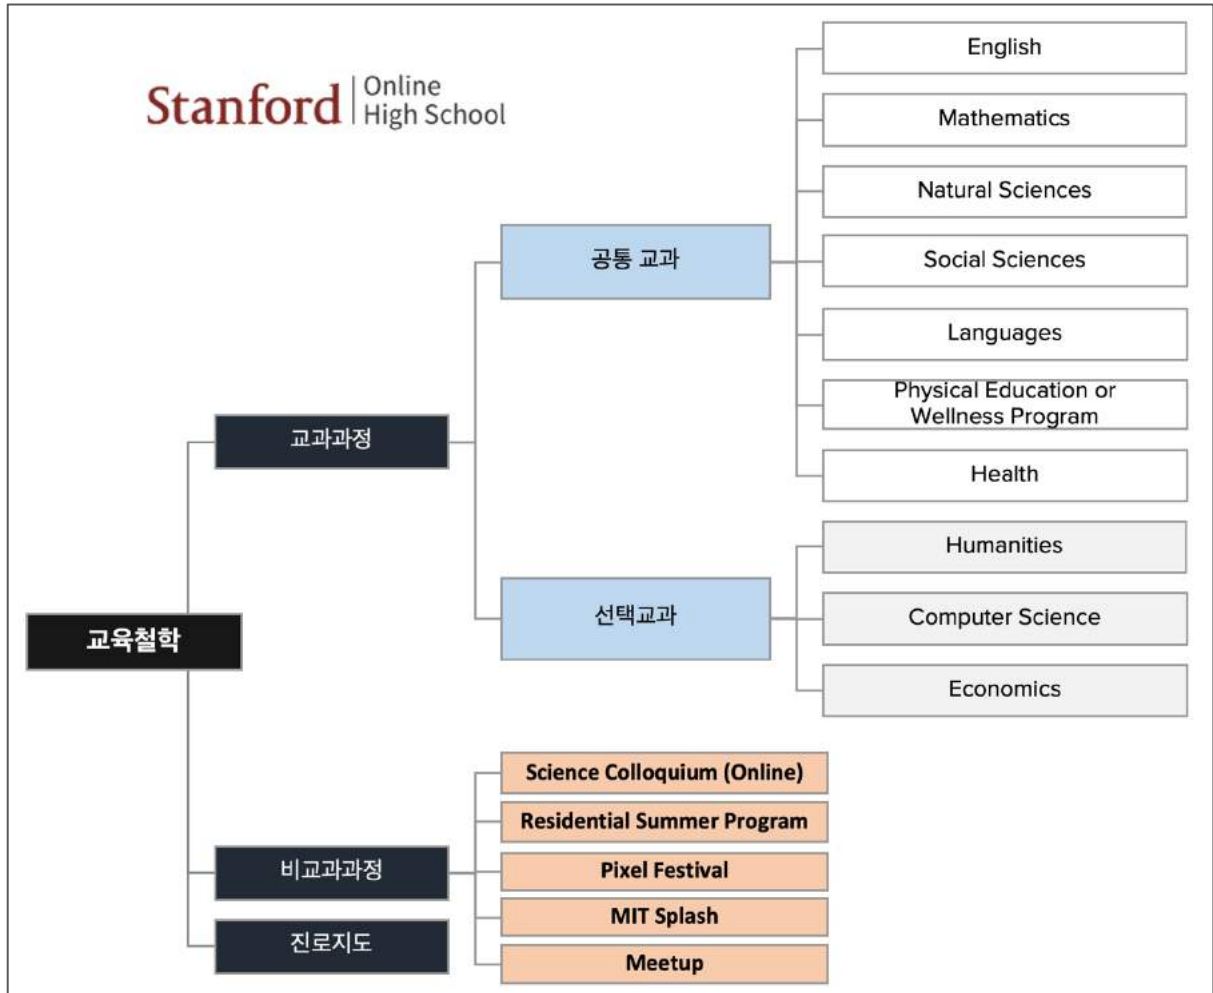 Stanford
Online
High School
English
Mathematics
Natural Sciences
공통 교과
Social Sciences
Languages
Physical Education or
Wellness Program
교과과정
Health
Humanities
선택교과
Computer Science
교육철학
Economics
Science Colloquium (Online)
Residential Summer Program
비교과과정
Pixel Festival
MIT Splash
진로지도
Meetup